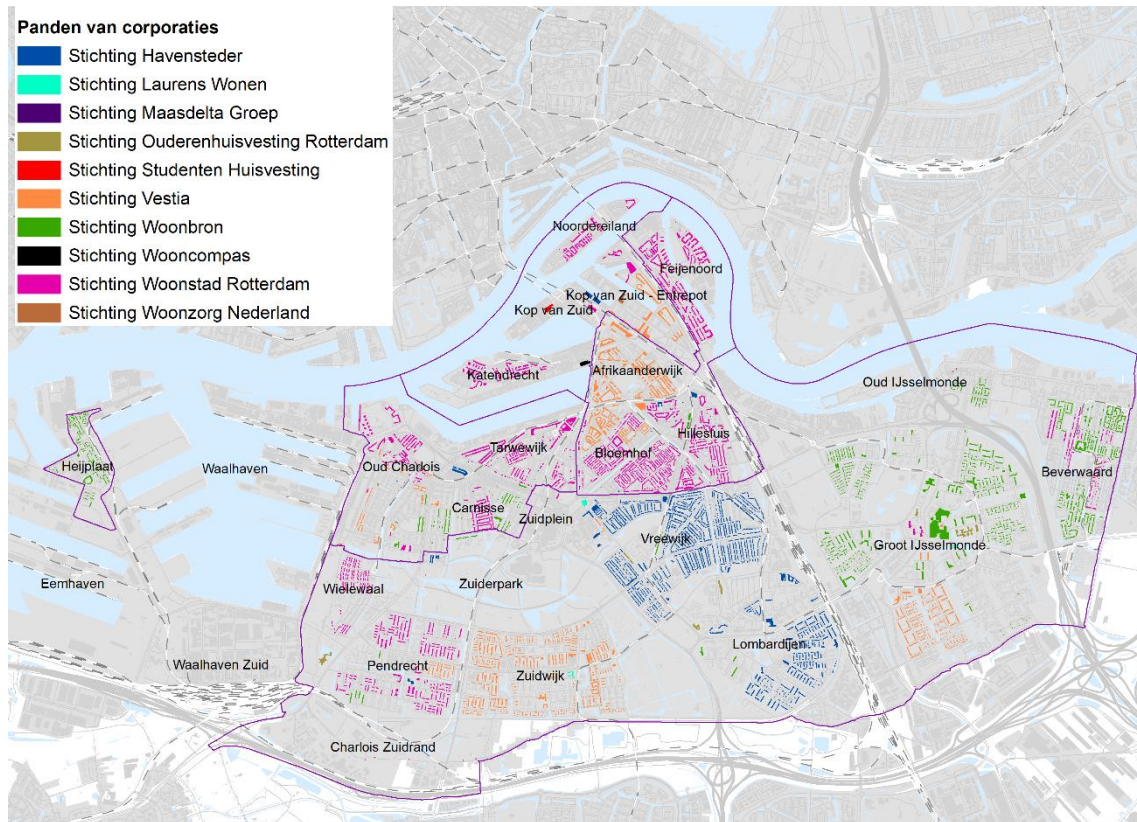 Panden van corporaties
Stichting Havensteder
Stichting Laurens Wonen
Stichting Maasdelta Groep
Stichting Ouderenhuisvesting Rotterdam
Stichting Studenten Huisvesting
Stichting Vestia
Stichting Woonbron
Stichting Wooncompas
Stichting Woonstad Rotterdam
Stichting Woonzorg Nederland
Noordereiland
Feijenoord
Kop van Zuid - Entrepot
Kop van Zuid
Katendrecht
Afrikaanderwijk
Oud IJsselmonde
Hillesluis
Tarwewijk
Bloemhof
Heijplaat
Waalhaven
Oud Charlois
Beverwaard
Carnisse
Zuidplein
Vreewijk
Groot IJsselmonde
Eemhaven
Wielewaal
Zuiderpark
Lombardijen
Waalhaven Zuid
Pendrecht
Zuidwijk
Charlois Zuidrand